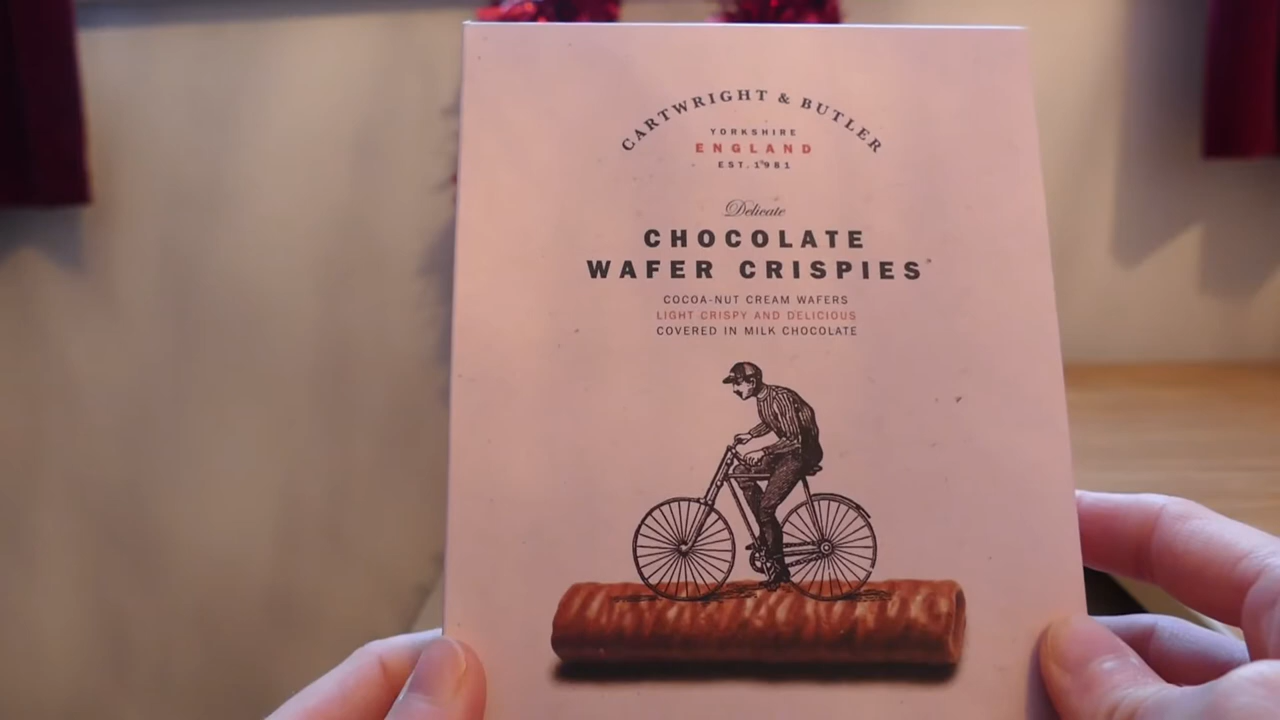 CARTWRIGHT & BUTLER
YORKSHIRE
ENGLAND
EST. 1981
Delicate
CHOCOLATE
WAFER CRISPIES
COCOA-NUT CREAM WAFERS
LIGHT CRISPY AND DELICIOUS
COVERED IN MILK CHOCOLATE